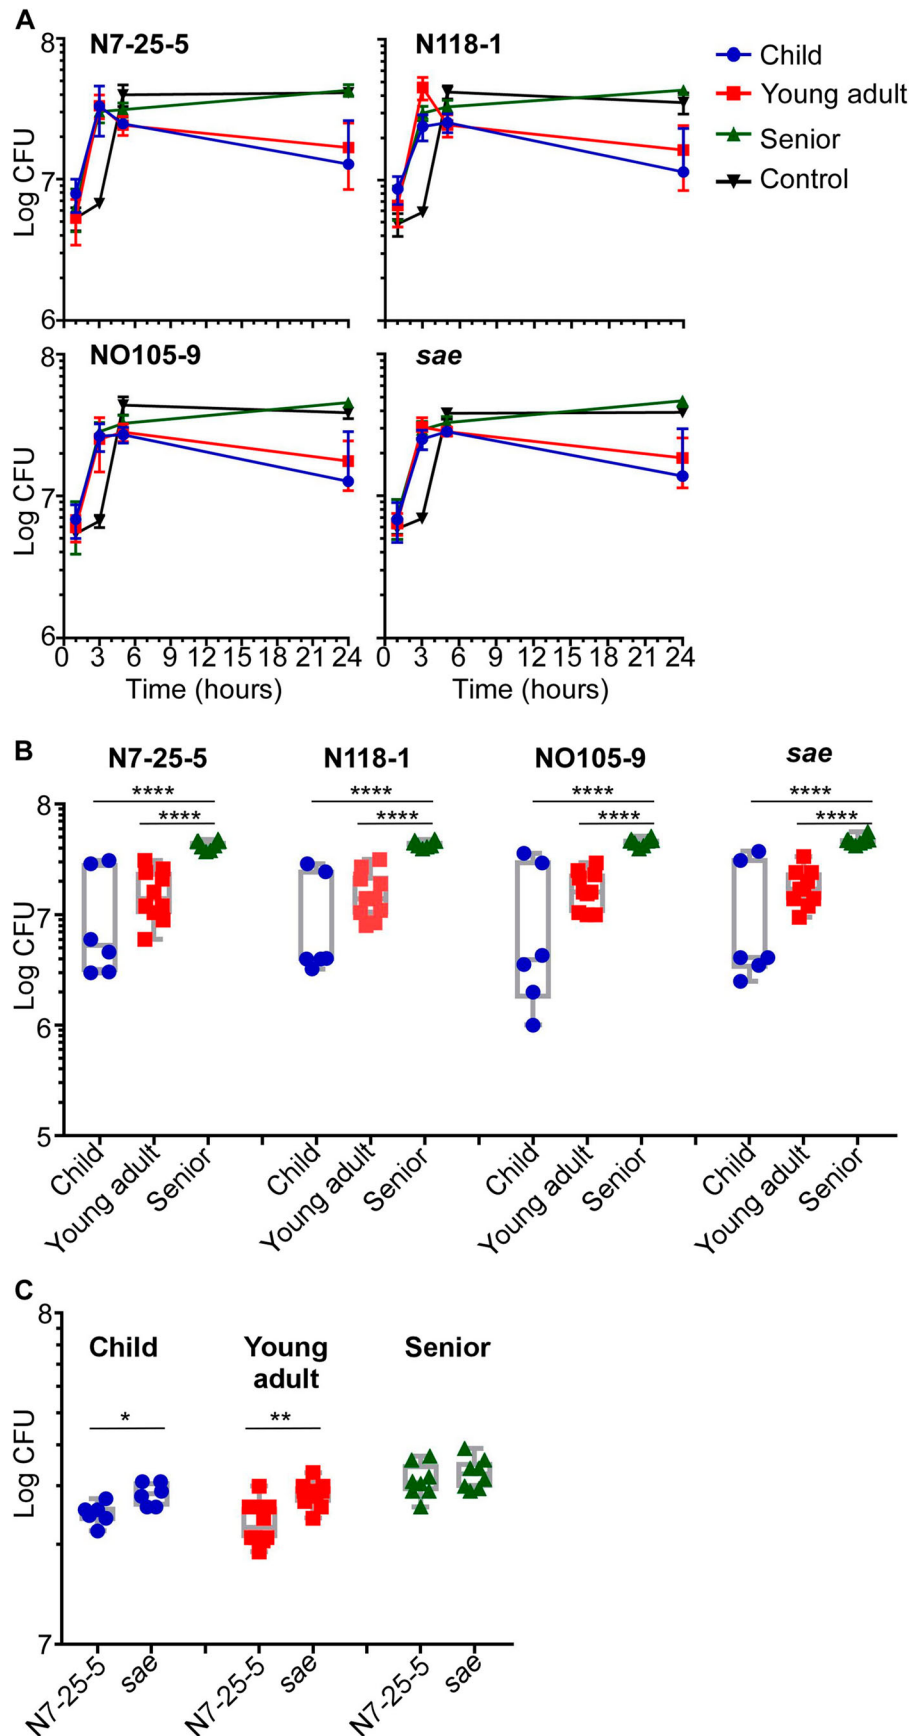 A
N7-25-5
N118-1
Child
Young adult
Senior
Control
8
Log CFU
7
6
NO105-9
sae
8
Log CFU
7
6
0 3 6 9 12 15 18 21 24
0 3 6 9 12 15 18 21 24
Time (hours)
Time (hours)
B
N7-25-5
N118-1
NO105-9
sae
****
****
****
****
****
****
****
****
8
Log CFU
7
6
5
Child
Young adult
Senior
Child
Young adult
Senior
Child
Young adult
Senior
Child
Young adult
Senior
C
8
Child
Young
adult
Senior
*
**
Log CFU
7
N7-25-5
sae
N7-25-5
sae
N7-25-5
sae